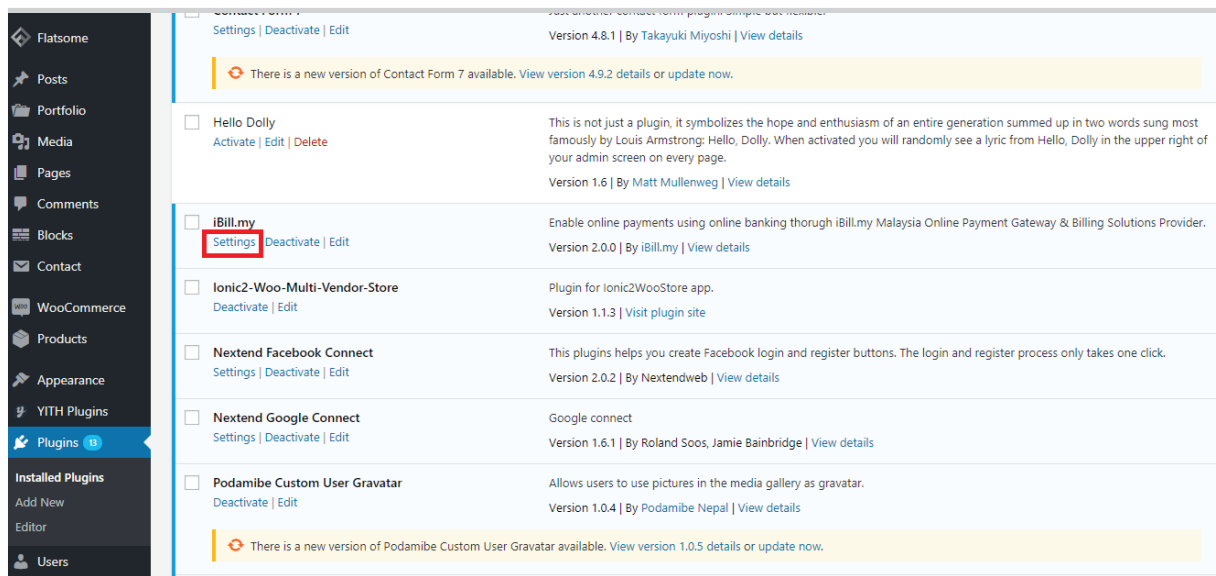 Flatsome
Posts
Portfolio
Media
Pages
Comments
Blocks
Contact
WooCommerce
Products
Appearance
YITH Plugins
Plugins 13
Installed Plugins
Add New
Editor
Users
Contact Form 7
Just another contact form plugin. Simple but flexible.
Settings | Deactivate | Edit
Version 4.8.1 | By Takayuki Miyoshi | View details
There is a new version of Contact Form 7 available. View version 4.9.2 details or update now.
Hello Dolly
Activate | Edit | Delete
This is not just a plugin, it symbolizes the hope and enthusiasm of an entire generation summed up in two words sung most
famously by Louis Armstrong: Hello, Dolly. When activated you will randomly see a lyric from Hello, Dolly in the upper right of
your admin screen on every page.
Version 1.6 | By Matt Mullenweg | View details
iBill.my
Settings | Deactivate | Edit
Enable online payments using online banking thorugh iBill.my Malaysia Online Payment Gateway & Billing Solutions Provider.
Version 2.0.0 | By iBill.my | View details
Ionic2-Woo-Multi-Vendor-Store
Deactivate | Edit
Plugin for Ionic2WooStore app.
Version 1.1.3 | Visit plugin site
Nextend Facebook Connect
Settings | Deactivate | Edit
This plugins helps you create Facebook login and register buttons. The login and register process only takes one click.
Version 2.0.2 | By Nextendweb | View details
Nextend Google Connect
Settings | Deactivate | Edit
Google connect
Version 1.6.1 | By Roland Soos, Jamie Bainbridge | View details
Podamibe Custom User Gravatar
Deactivate | Edit
Allows users to use pictures in the media gallery as gravatar.
Version 1.0.4 | By Podamibe Nepal | View details
There is a new version of Podamibe Custom User Gravatar available. View version 1.0.5 details or update now.